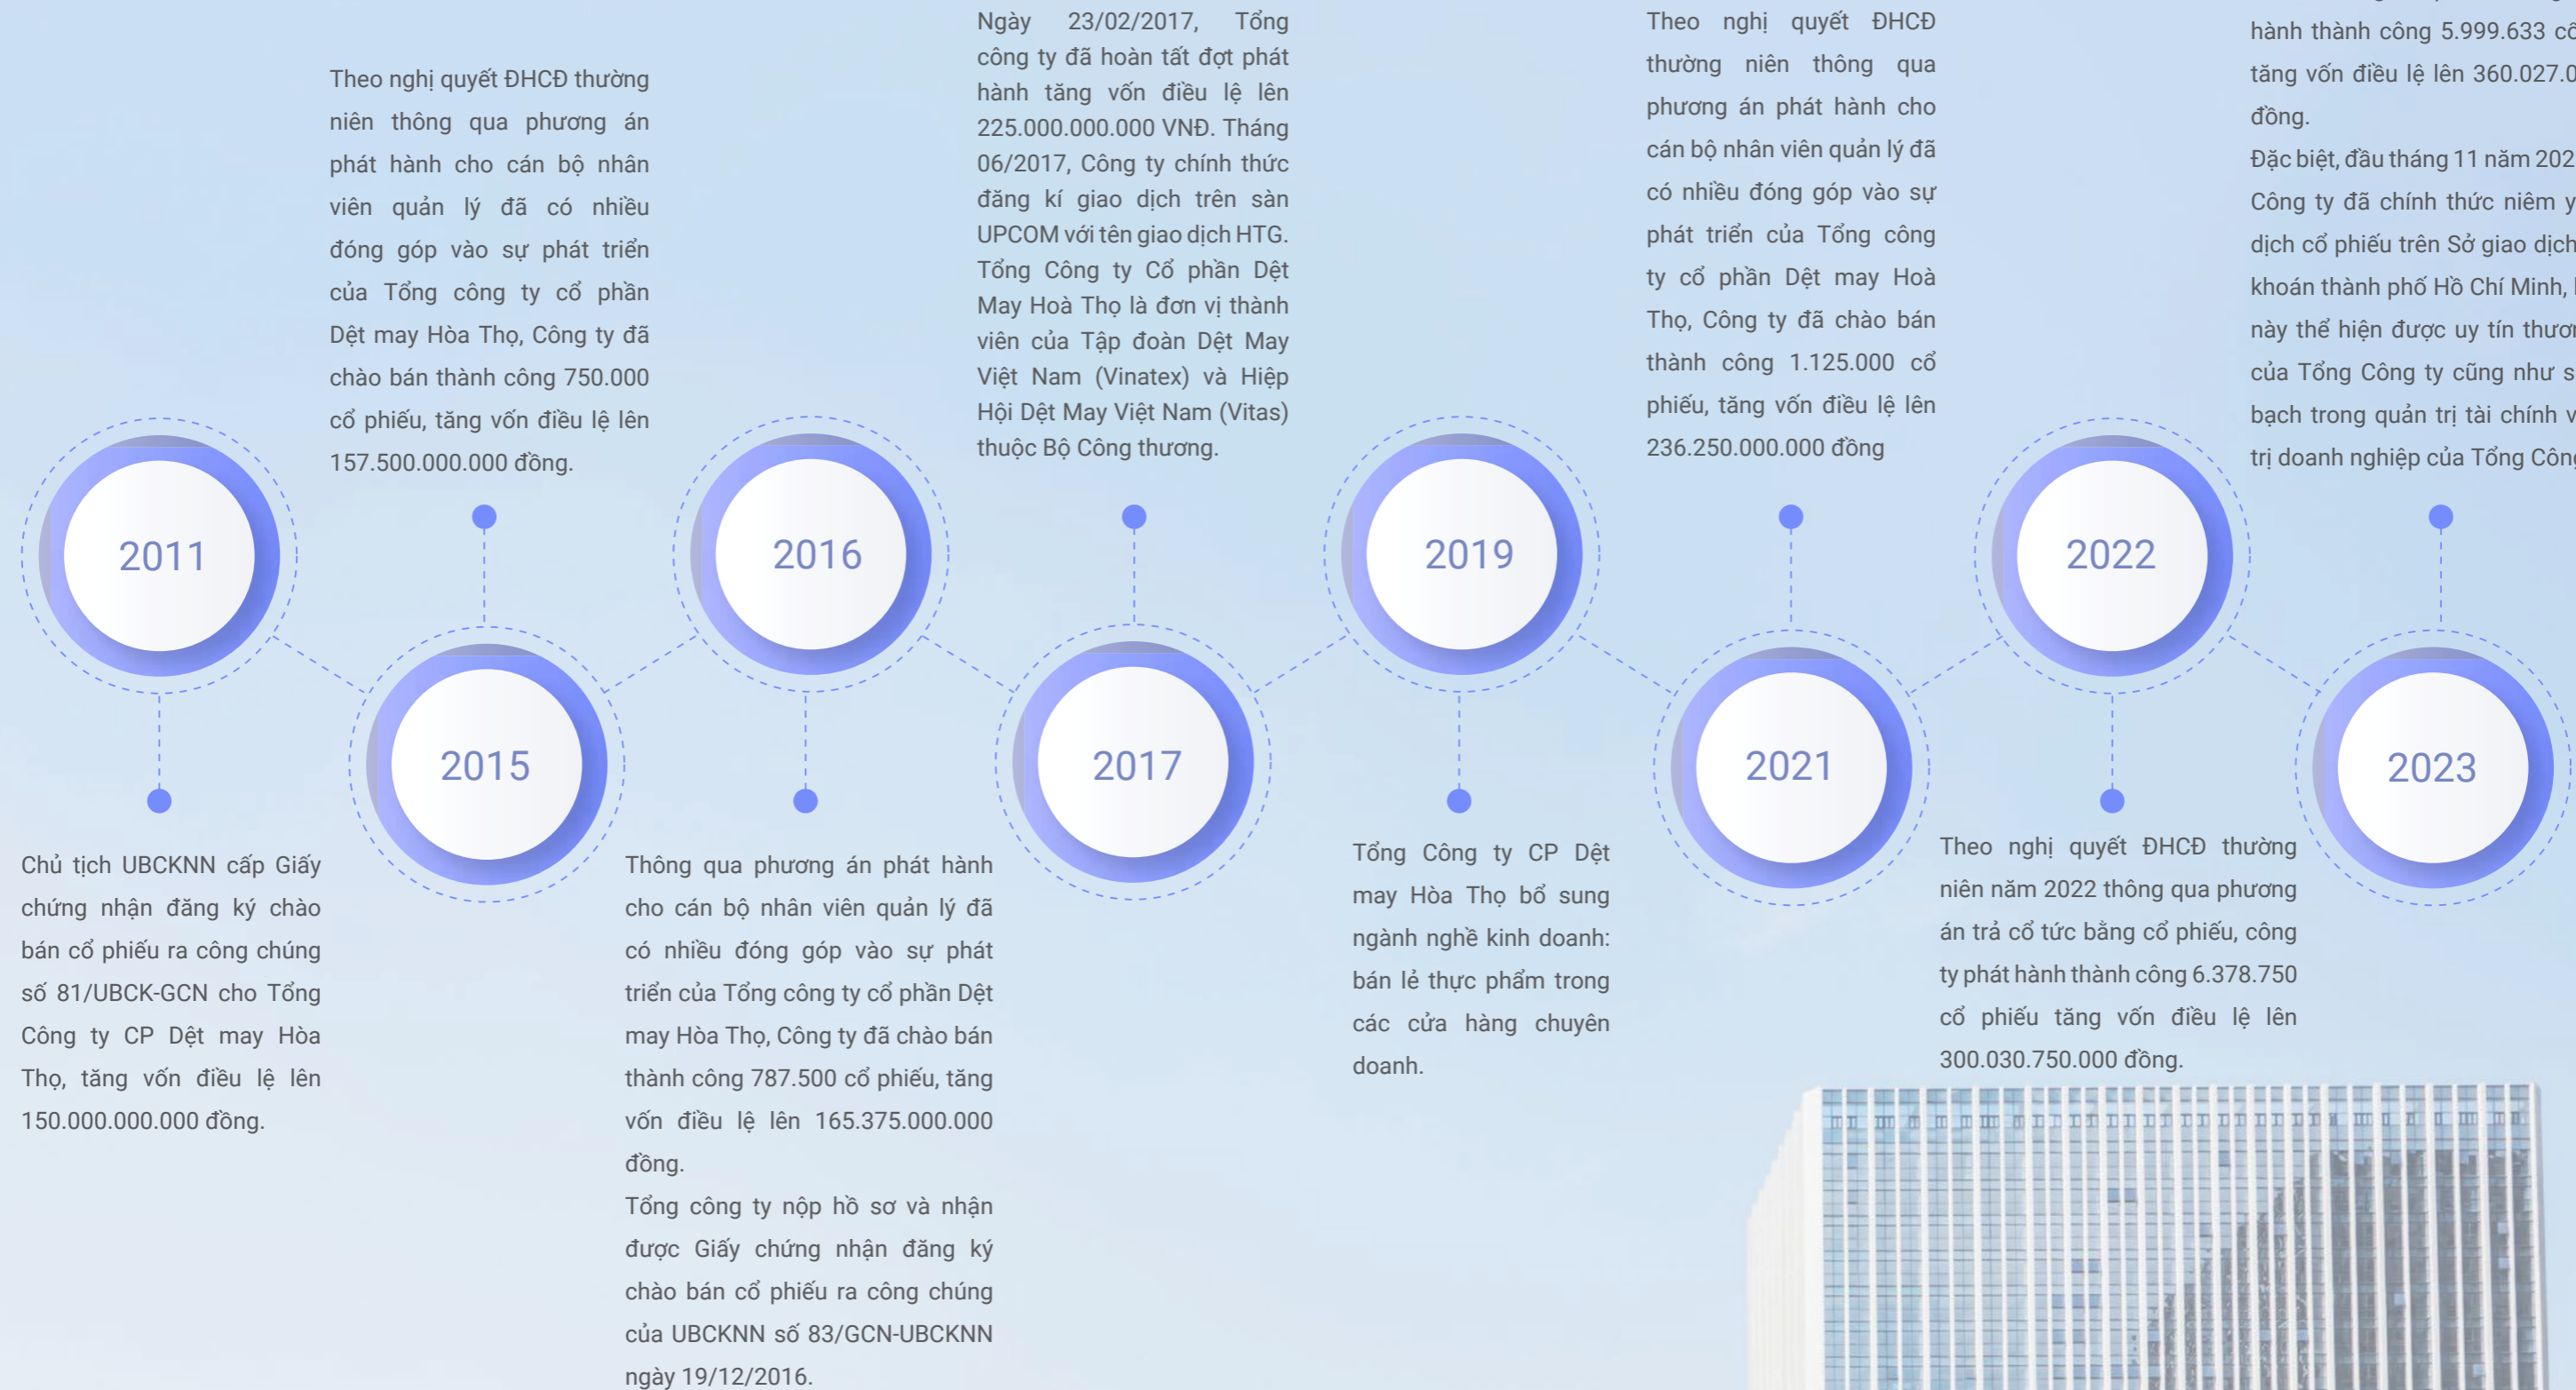 2011
Chủ tịch UBCKNN cấp Giấy
chứng nhận đăng ký chào
bán cổ phiếu ra công chúng
số 81/UBCK-GCN cho Tổng
Công ty CP Dệt may Hòa
Thọ, tăng vốn điều lệ lên
150.000.000.000 đồng.
Theo nghị quyết ĐHCĐ thường
niên thông qua phương án
phát hành cho cán bộ nhân
viên quản lý đã có nhiều
đóng góp vào sự phát triển
của Tổng công ty cổ phần
Dệt may Hòa Thọ, Công ty đã
chào bán thành công 750.000
cổ phiếu, tăng vốn điều lệ lên
157.500.000.000 đồng.
2015
2016
Thông qua phương án phát hành
cho cán bộ nhân viên quản lý đã
có nhiều đóng góp vào sự phát
triển của Tổng công ty cổ phần Dệt
may Hòa Thọ, Công ty đã chào bán
thành công 787.500 cổ phiếu, tăng
vốn điều lệ lên 165.375.000.000
đồng.
Tổng công ty nộp hồ sơ và nhận
được Giấy chứng nhận đăng ký
chào bán cổ phiếu ra công chúng
của UBCKNN số 83/GCN-UBCKNN
ngày 19/12/2016.
Ngày 23/02/2017, Tổng
công ty đã hoàn tất đợt phát
hành tăng vốn điều lệ lên
225.000.000.000 VNĐ. Tháng
06/2017, Công ty chính thức
đăng kí giao dịch trên sàn
UPCOM với tên giao dịch HTG.
Tổng Công ty Cổ phần Dệt
May Hoà Thọ là đơn vị thành
viên của Tập đoàn Dệt May
Việt Nam (Vinatex) và Hiệp
Hội Dệt May Việt Nam (Vitas)
thuộc Bộ Công thương.
2017
2019
Tổng Công ty CP Dệt
may Hòa Thọ bổ sung
ngành nghề kinh doanh:
bán lẻ thực phẩm trong
các cửa hàng chuyên
doanh.
Theo nghị quyết ĐHCĐ
thường niên thông qua
phương án phát hành cho
cán bộ nhân viên quản lý đã
có nhiều đóng góp vào sự
phát triển của Tổng công
ty cổ phần Dệt may Hoà
Thọ, Công ty đã chào bán
thành công 1.125.000 cổ
phiếu, tăng vốn điều lệ lên
236.250.000.000 đồng
2021
2022
Theo nghị quyết ĐHCĐ thường
niên năm 2022 thông qua phương
án trả cổ tức bằng cổ phiếu, công
ty phát hành thành công 6.378.750
cổ phiếu tăng vốn điều lệ lên
300.030.750.000 đồng.
hành thành công 5.999.633
tăng vốn điều lệ lên
đồng.
Đặc biệt, đầu tháng 11 năm
Công ty đã chính thức niêm
dịch cổ phiếu trên Sở giao dịch
khoán thành phố Hồ Chí Minh,
này thể hiện được uy tín
của Tổng Công ty cũng như
bạch trong quản trị tài chính
trị doanh nghiệp của Tổng
2023